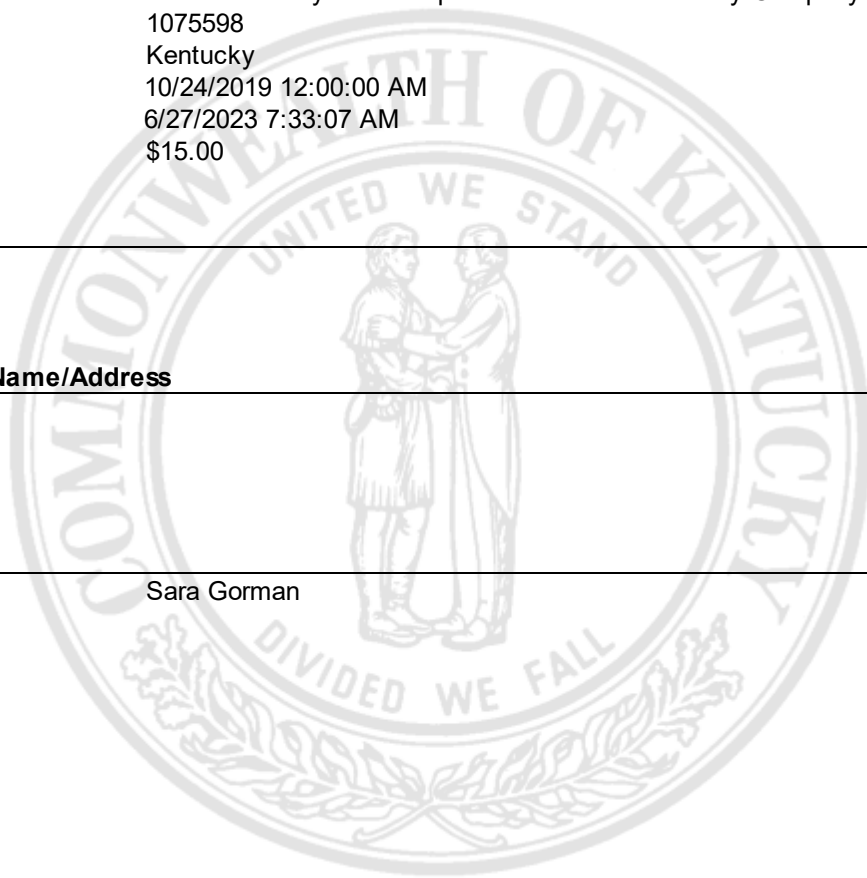 1075598
Kentucky
10/24/2019 12:00:00 AM
6/27/2023 7:33:07 AM
$15.00
COMMONWEALTH OF KENTUCKY
UNITED WE STAND
Name/Address
Sara Gorman
DIVIDED WE FALL